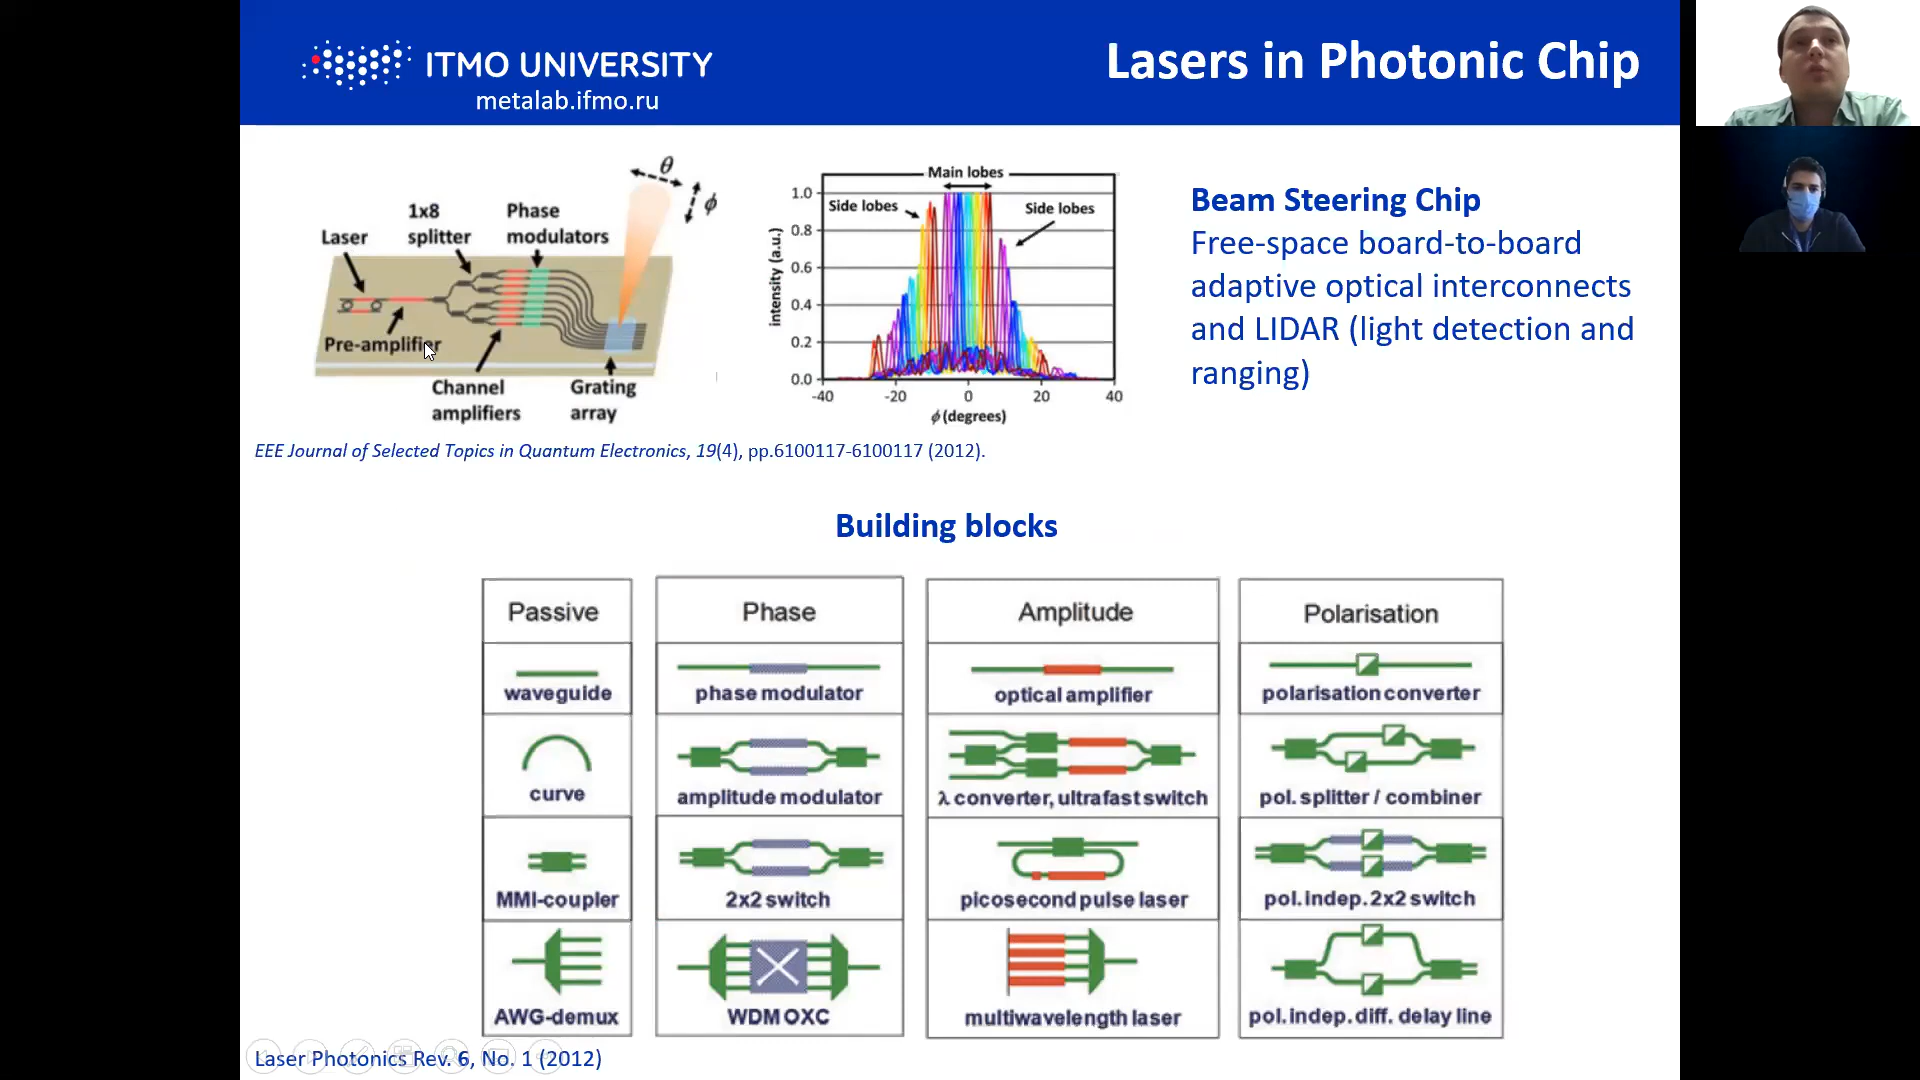 ITMO UNIVERSITY
metalab.ifmo.ru
Lasers in Photonic Chip
θ
ϕ
1x8
splitter
Phase
modulators
Laser
Pre-amplifier
Channel
amplifiers
Grating
array
Main lobes
Side lobes
Side lobes
intensity (a.u.)
1.0
0.8
0.6
0.4
0.2
0.0
-40 -20 0 20 40
ϕ (degrees)
Beam Steering Chip
Free-space board-to-board
adaptive optical interconnects
and LIDAR (light detection and
ranging)
EEE Journal of Selected Topics in Quantum Electronics, 19(4), pp.6100117-6100117 (2012).
Building blocks
Passive
waveguide
curve
MMI-coupler
AWG-demux
Phase
phase modulator
amplitude modulator
2x2 switch
WDM OXC
Amplitude
optical amplifier
λ converter, ultrafast switch
picosecond pulse laser
multiwavelength laser
Polarisation
polarisation converter
pol. splitter / combiner
pol. indep. 2x2 switch
pol. indep. diff. delay line
Laser Photonics Rev. 6, No. 1 (2012)